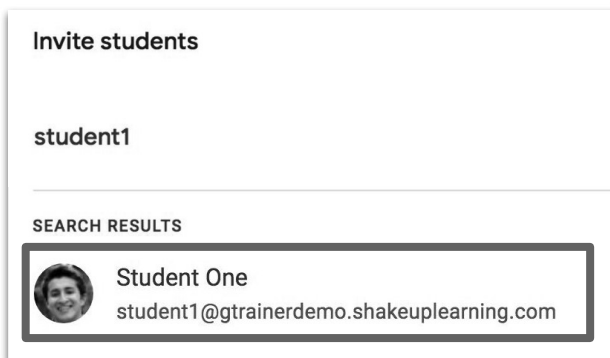 Invite students
student1
SEARCH RESULTS
Student One
student1@gtrainerdemo.shakeuplearning.com